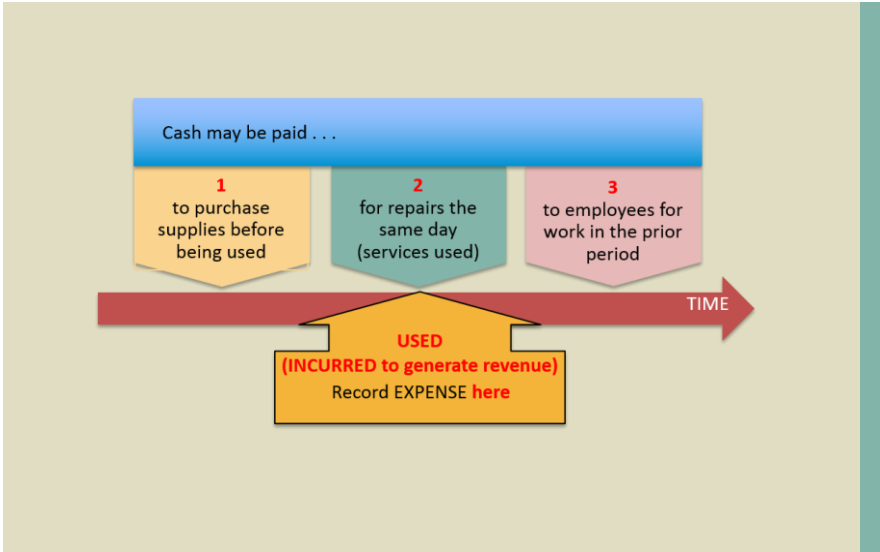 Cash may be paid . . .
1
to purchase
supplies before
being used
2
for repairs the
same day
(services used)
3
to employees for
work in the prior
period
TIME
USED
(INCURRED to generate revenue)
Record EXPENSE here